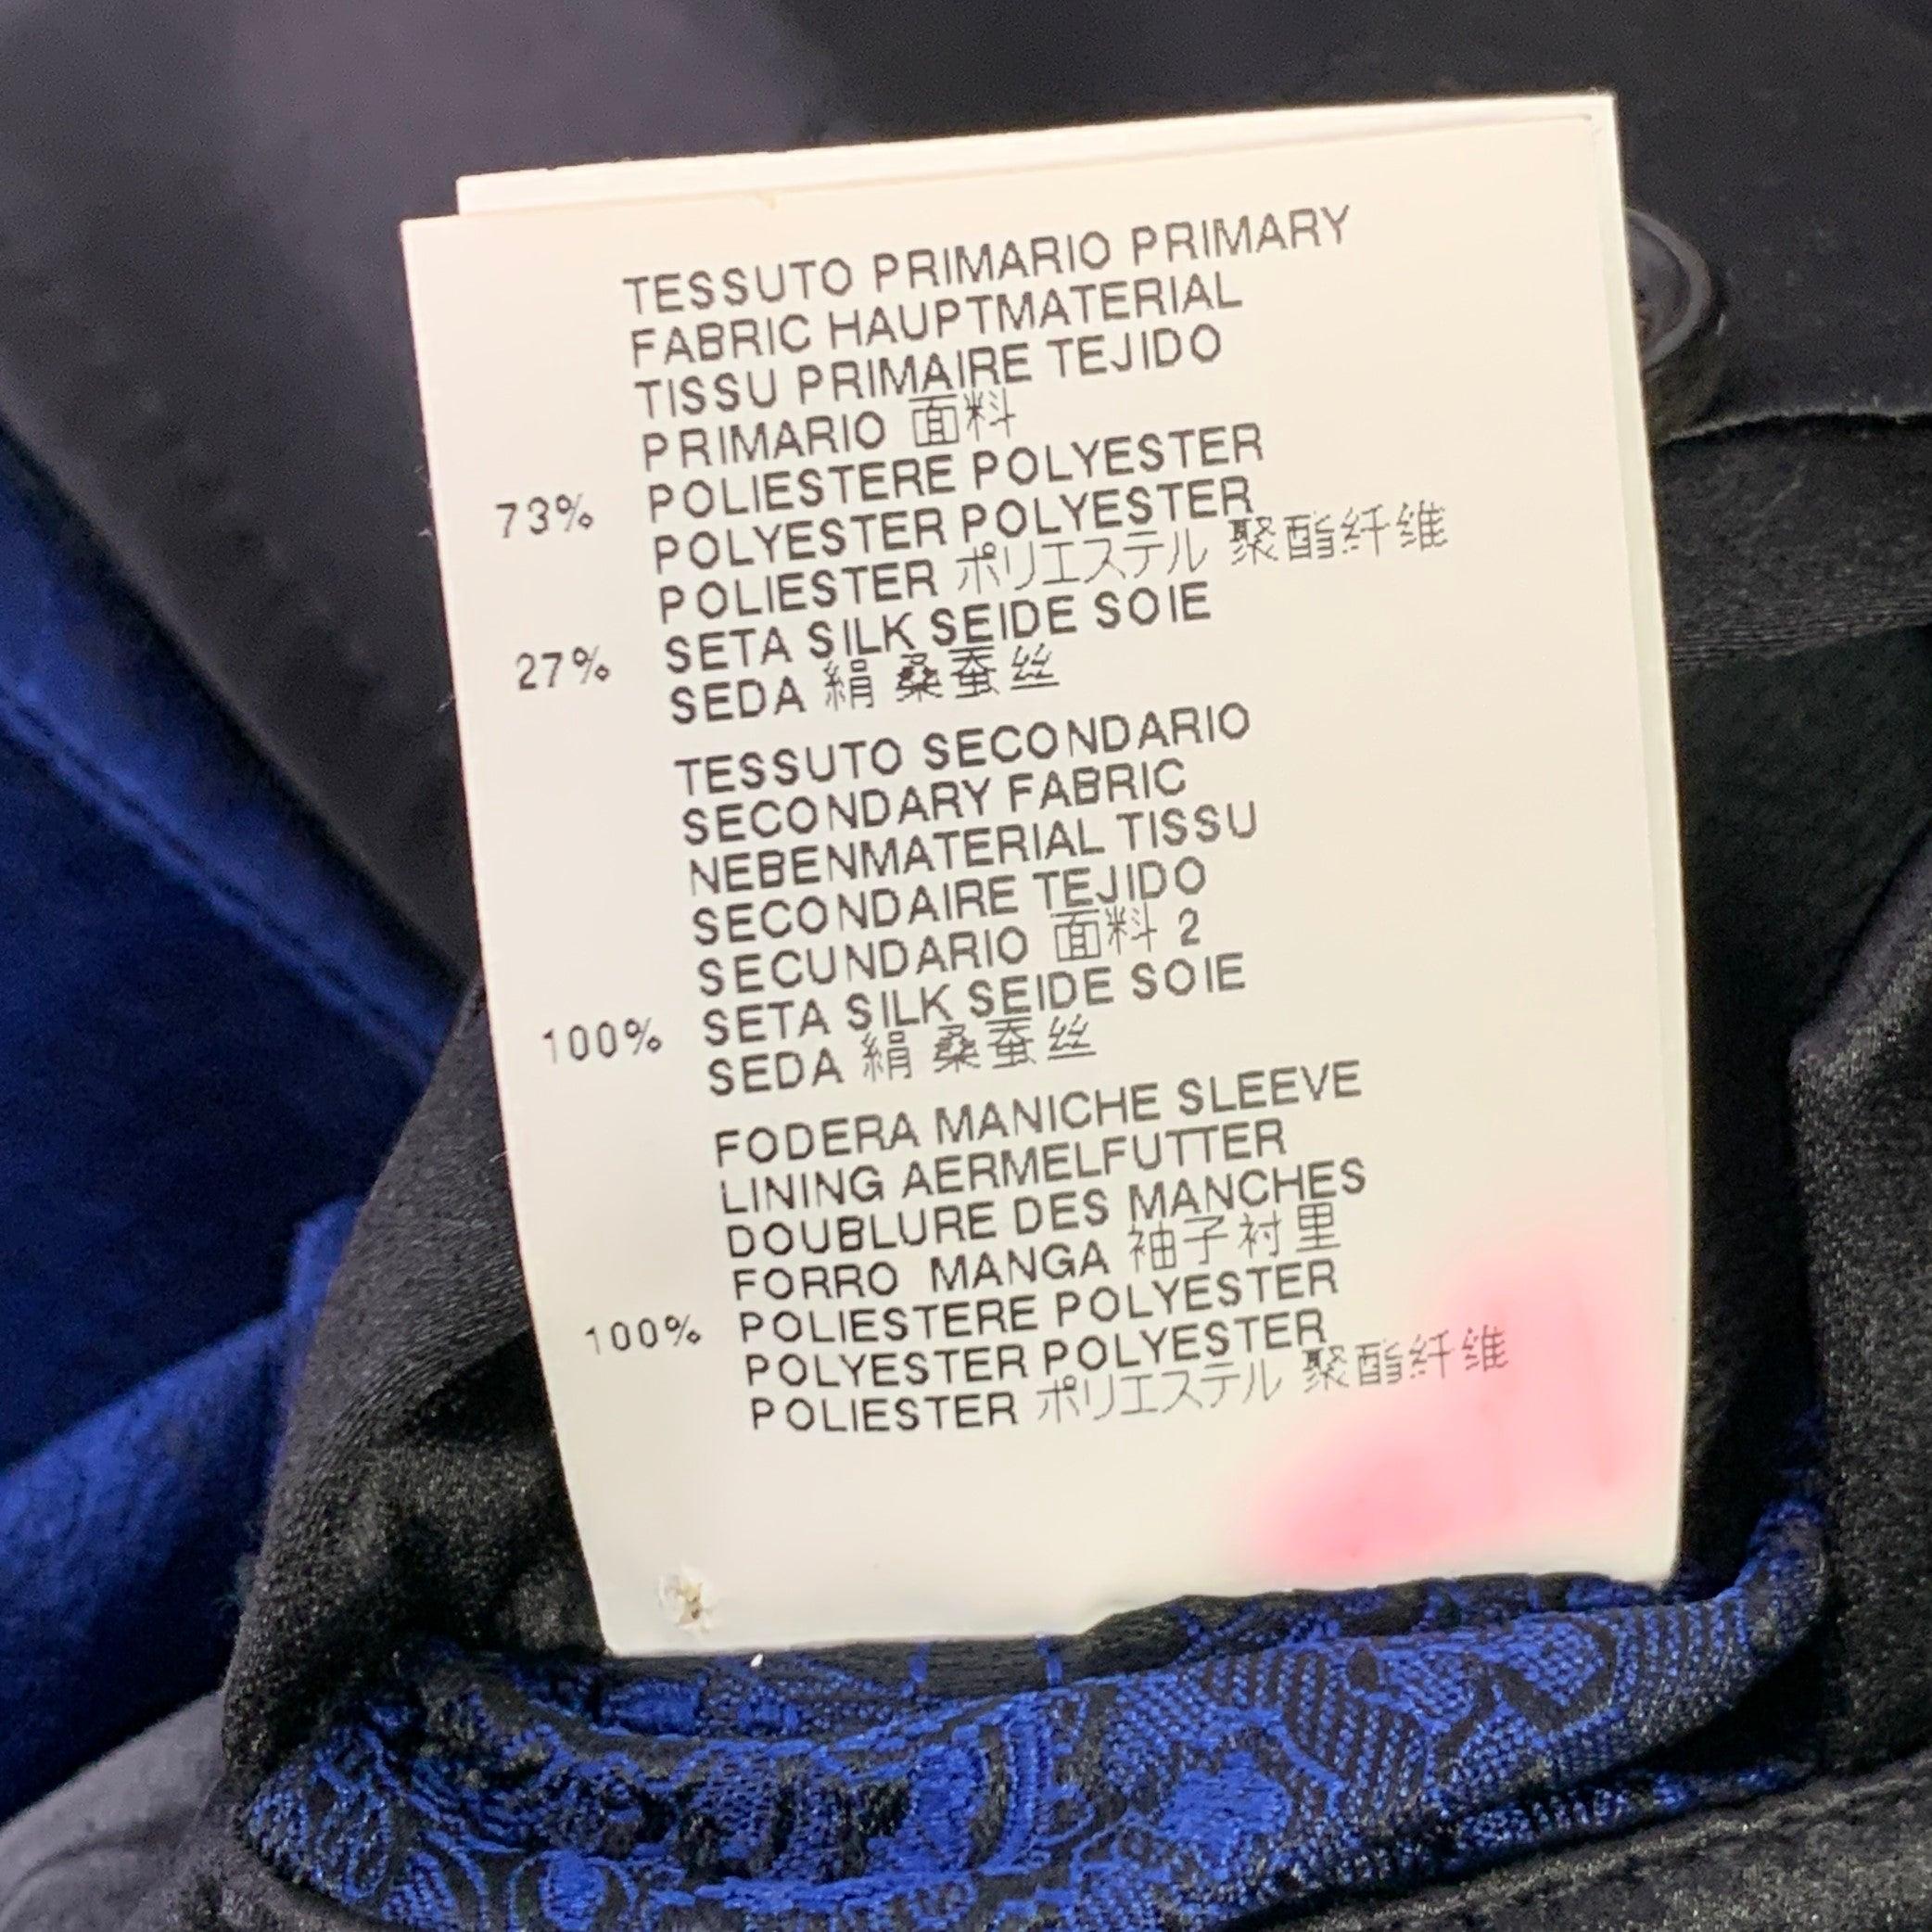 TESSUTO PRIMARIO PRIMARY
FABRIC HAUPTMATERIAL
TISSU PRIMAIRE TEJIDO
PRIMARIO 面料
73% POLIESTERE POLYESTER
POLYESTER POLYESTER
POLIESTER ポリエステル 聚酯纤维
27% SETA SILK SEIDE SOIE
SEDA 絹 桑蚕丝
TESSUTO SECONDARIO
SECONDARY FABRIC
NEBENMATERIAL TISSU
SECONDAIRE TEJIDO
SECUNDARIO 面料 2
100% SETA SILK SEIDE SOIE
SEDA 絹 桑蚕丝
FODERA MANICHE SLEEVE
LINING AERMELFUTTER
DOUBLURE DES MANCHES
FORRO MANGA 袖子衬里
100% POLIESTERE POLYESTER
POLYESTER POLYESTER
POLIESTER ポリエステル 聚酯纤维